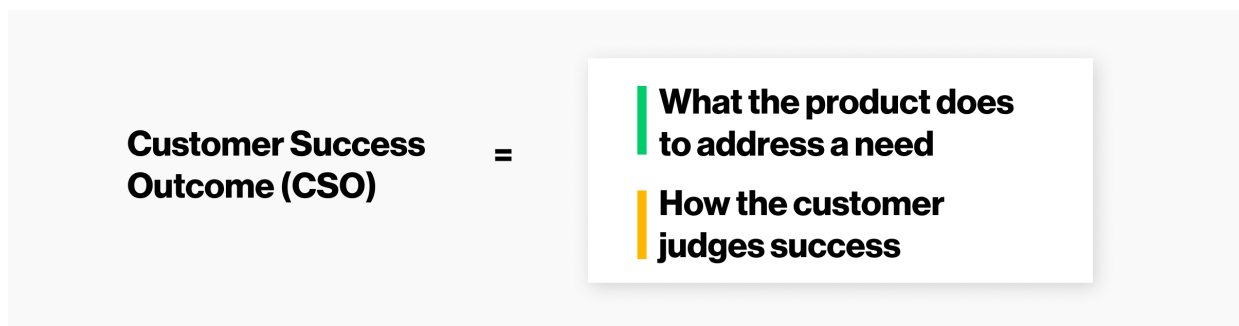 Customer Success
Outcome (CSO)
=
What the product does
to address a need
How the customer
judges success